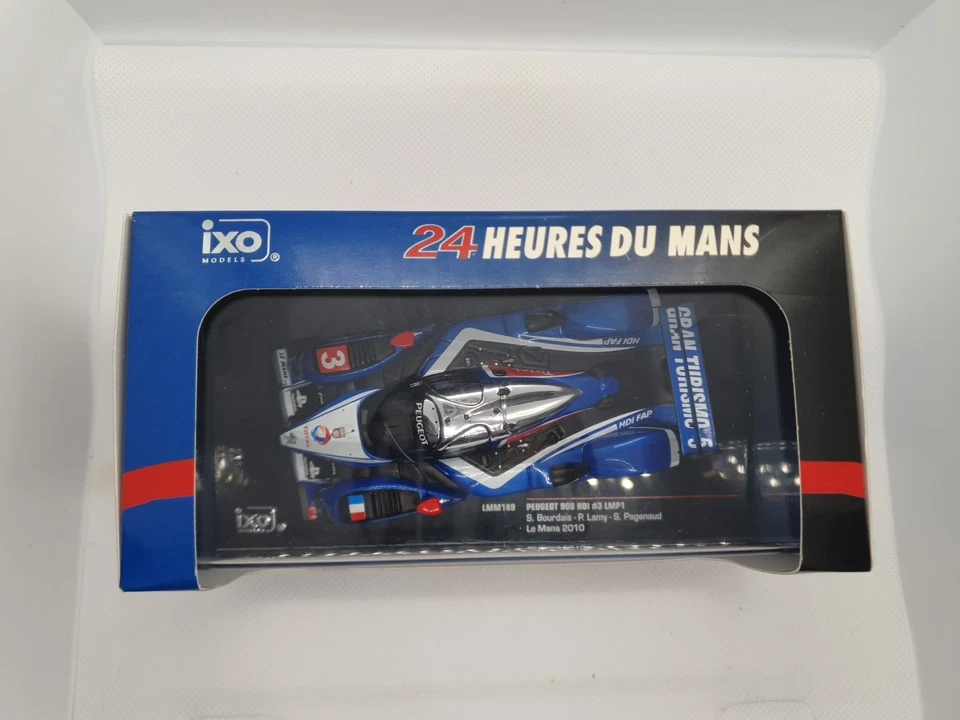 ixo
MODELS
®
24 HEURES DU MANS
GRAN TURISMO 5
HDi FAP
3
PEUGEOT
TOTAL
HDi FAP
LMM189 PEUGEOT 908 HDI #3 LMP1
S. Bourdais - P. Lamy - S. Pagenaud
Le Mans 2010
ixo